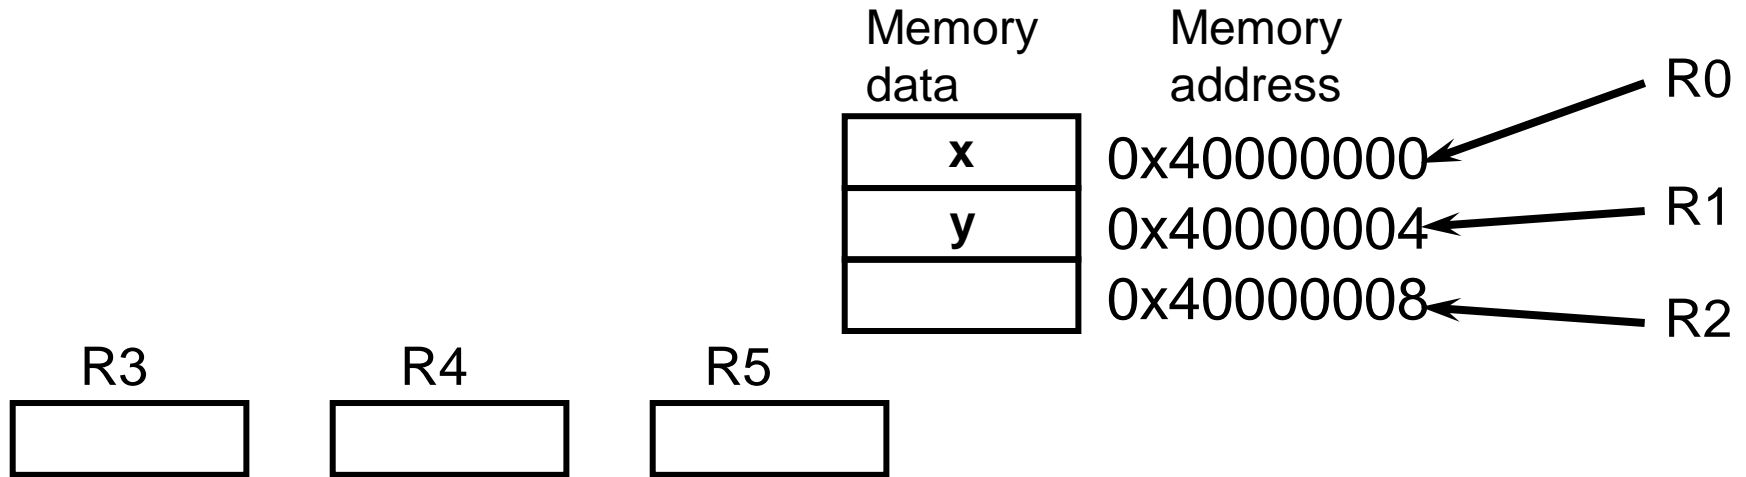 Memory data
Memory address
R0
x
0x40000000
R1
y
0x40000004
0x40000008
R2
R3
R4
R5